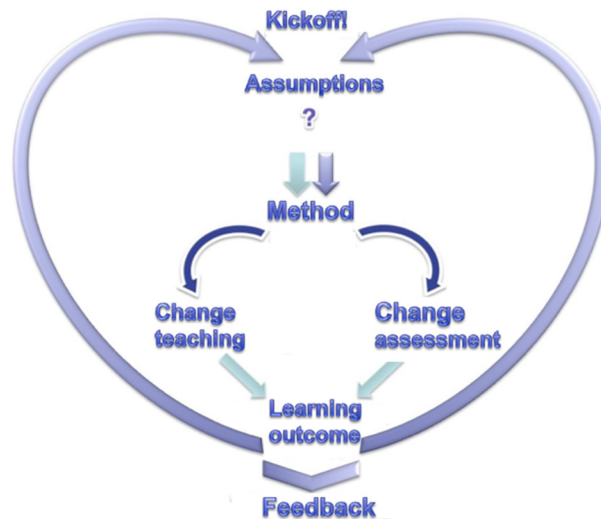 Kickoff!
Assumptions
?
Method
Change
teaching
Change
assessment
Learning
outcome
Feedback